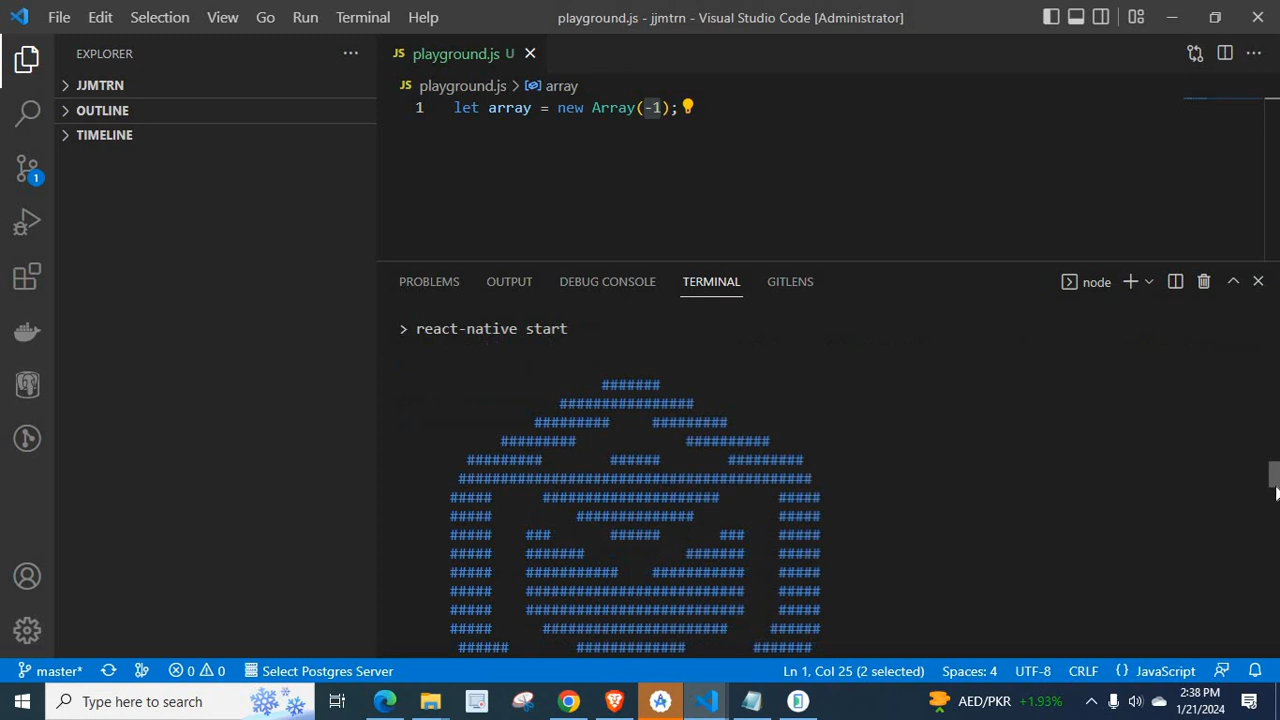 File Edit Selection View Go Run Terminal Help
playground.js - jjmtrn - Visual Studio Code [Administrator]
EXPLORER
JJMTRN
OUTLINE
TIMELINE
1
JS playground.js U
JS playground.js > array
1 let array = new Array(-1);
PROBLEMS OUTPUT DEBUG CONSOLE TERMINAL GITLENS
node
> react-native start
#######
################
######### #########
######### ##########
######### ###### #########
##########################################
##### ##################### #####
##### ############## #####
##### ### ###### ### #####
##### ####### ####### #####
##### ########### ########### #####
##### ########################## #####
##### ########################## #####
##### ###################### ######
###### ############# #######
master* 0 0 Select Postgres Server Ln 1, Col 25 (2 selected) Spaces: 4 UTF-8 CRLF {} JavaScript
Type here to search
AED/PKR +1.93%
2:38 PM
1/21/2024